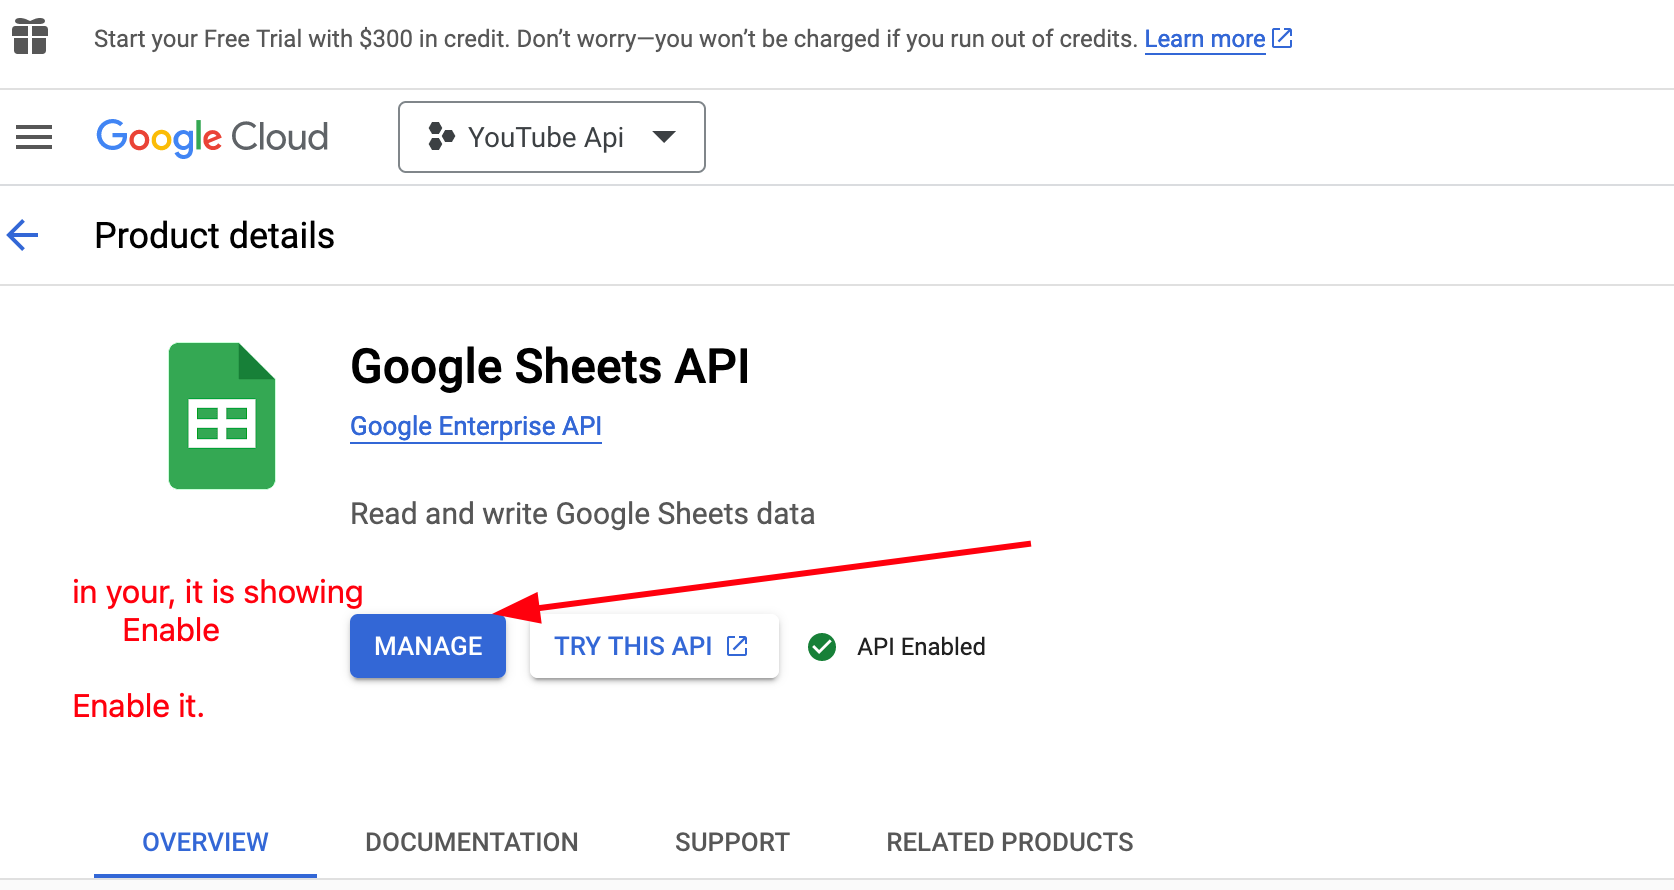 Start your Free Trial with $300 in credit. Don’t worry—you won’t be charged if you run out of credits. Learn more
Google Cloud
YouTube Api
Product details
Google Sheets API
Google Enterprise API
Read and write Google Sheets data
in your, it is showing
Enable
MANAGE
TRY THIS API
API Enabled
Enable it.
OVERVIEW
DOCUMENTATION
SUPPORT
RELATED PRODUCTS